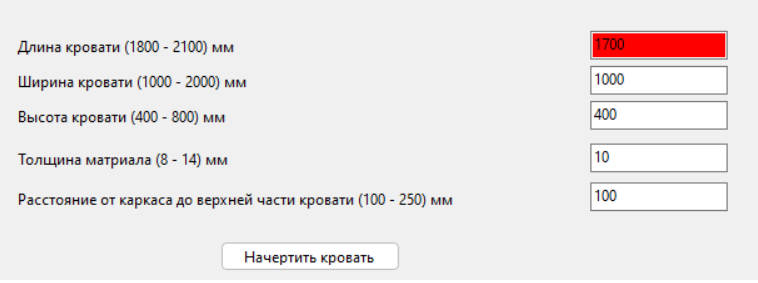 Длина кровати (1800 - 2100) мм 1700
Ширина кровати (1000 - 2000) мм 1000
Высота кровати (400 - 800) мм 400
Толщина матриала (8 - 14) мм 10
Расстояние от каркаса до верхней части кровати (100 - 250) мм 100
Начертить кровать